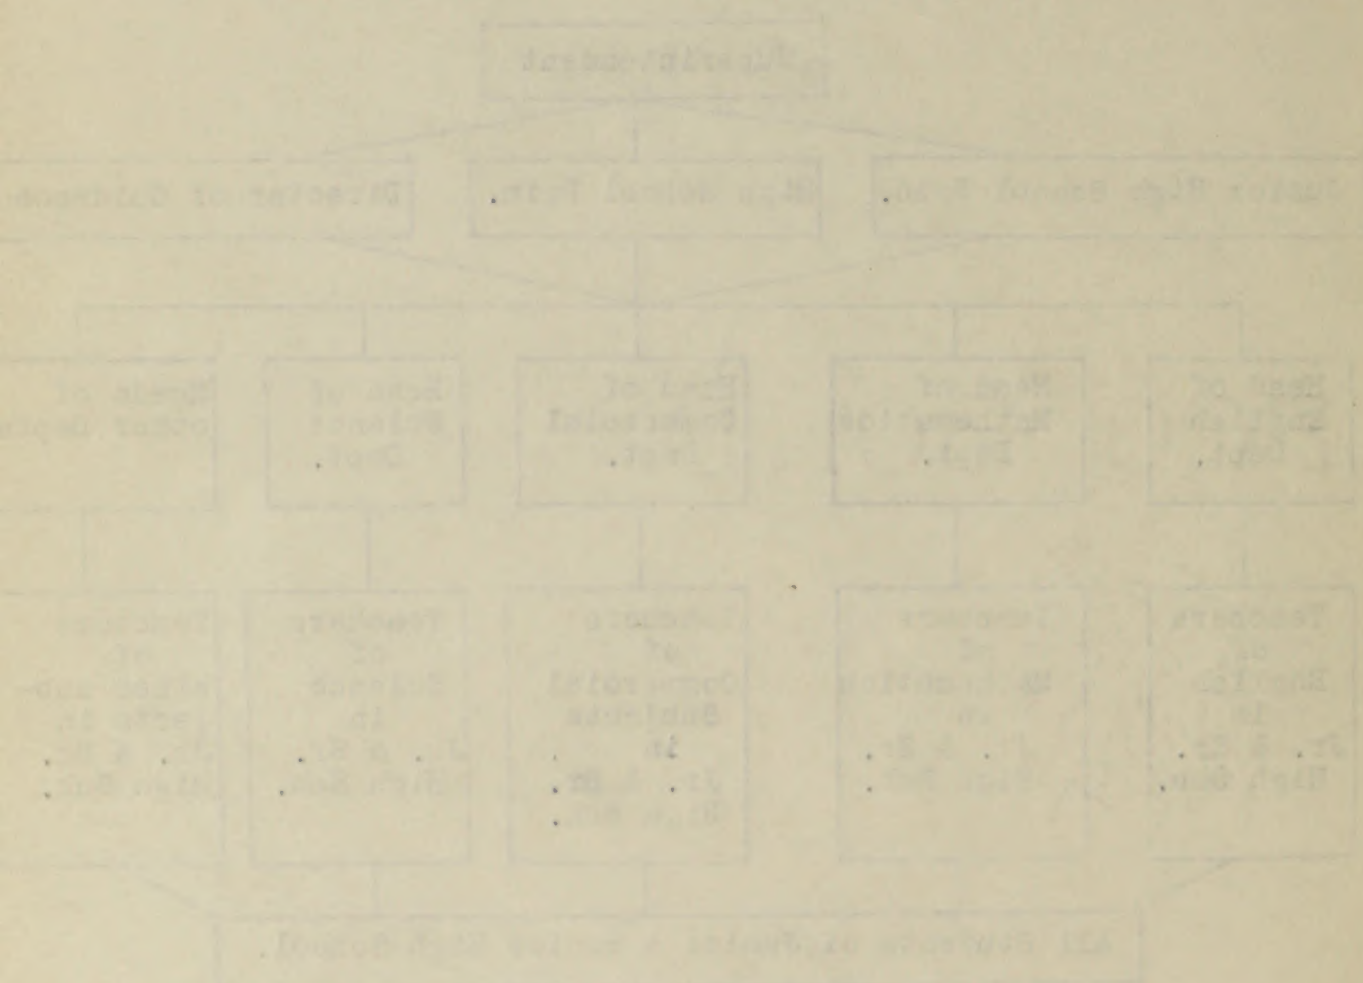 Superintendent
Junior High School Prin.
High School Prin.
Director of Guidance
Head of
English
Dept.
Head of
Mathematics
Dept.
Head of
Commercial
Dept.
Head of
Science
Dept.
Heads of
other Depts
Teachers
of
English
in
Jr. & Sr.
High Sch.
Teachers
of
Mathematics
in
Jr. & Sr.
High Sch.
Teachers
of
Commercial
Subjects
in
Jr. & Sr.
High Sch.
Teachers
of
Science
in
Jr. & Sr.
High Sch.
Teachers
of
other sub-
jects in
Jr. & Sr.
High Sch.
All Students of Junior & Senior High School.